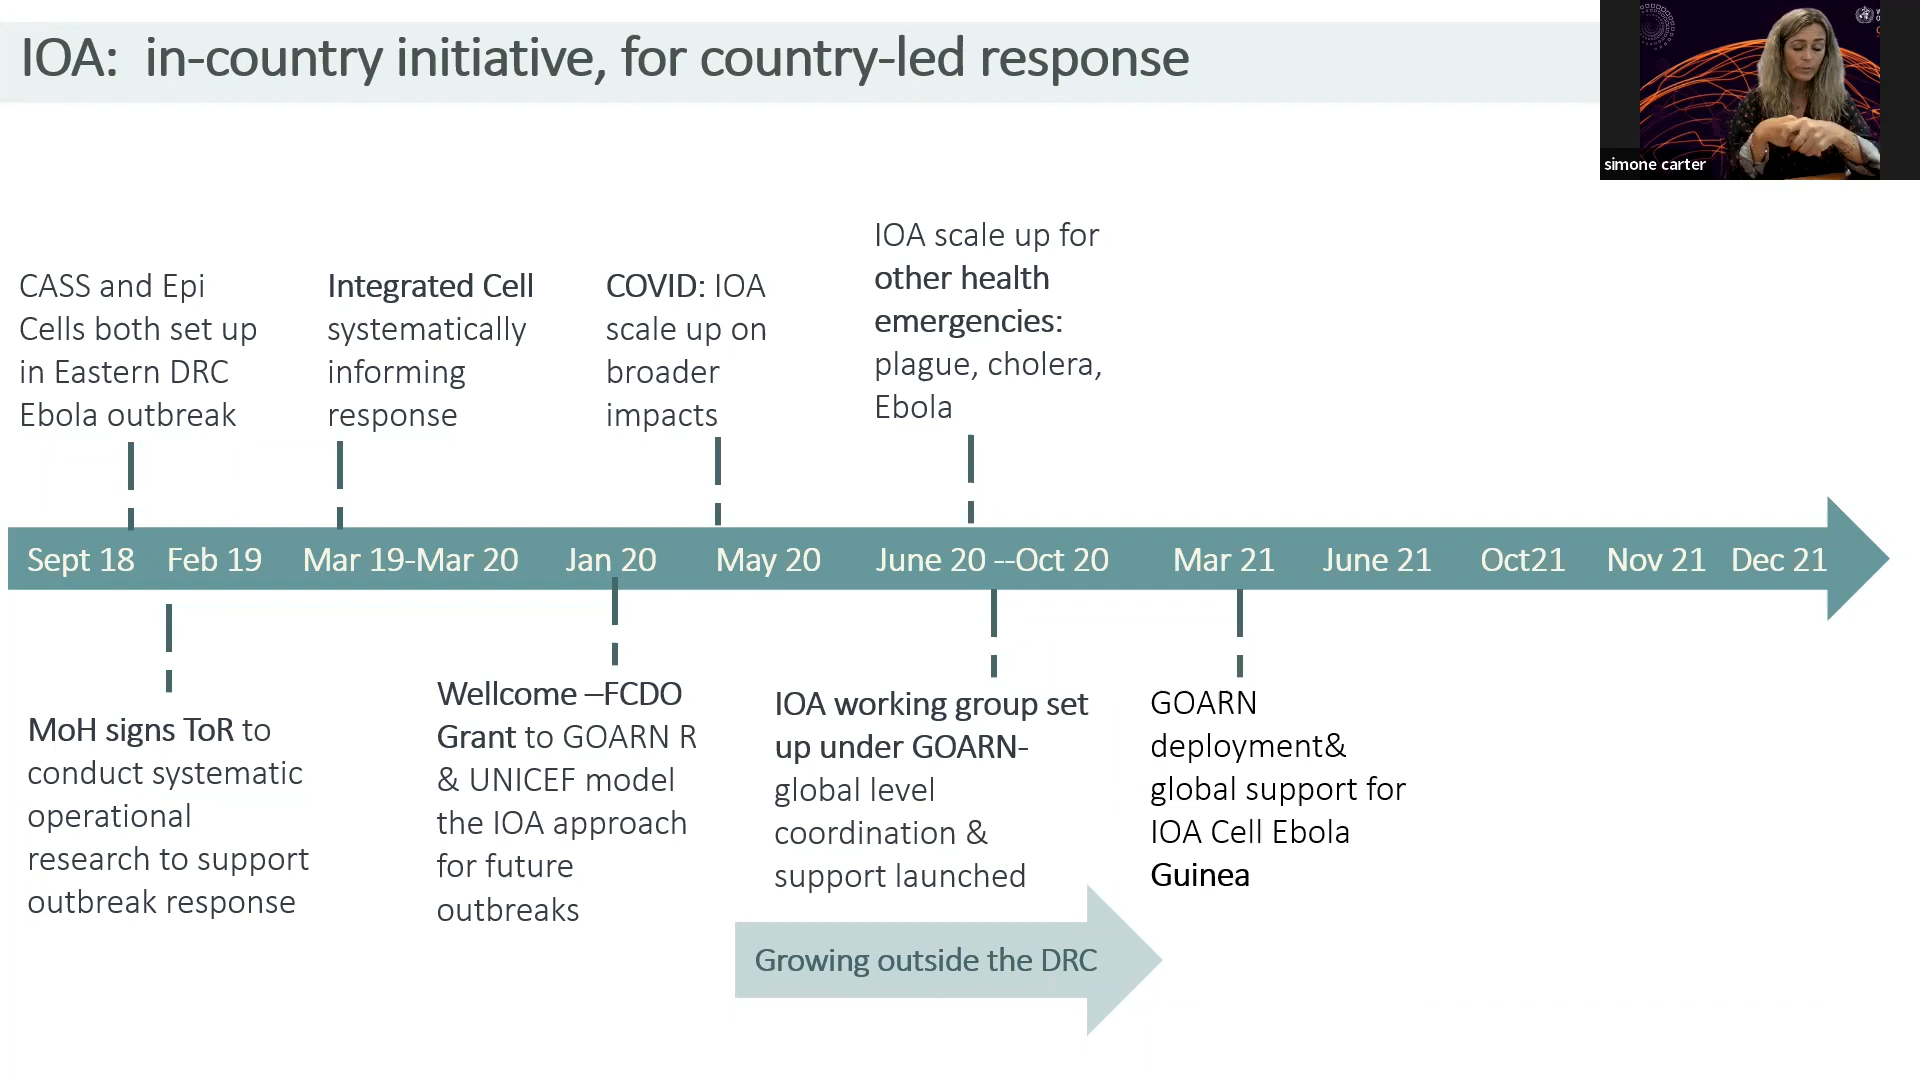 IOA:  in-country initiative, for country-led response
simone carter
CASS and Epi
Cells both set up
in Eastern DRC
Ebola outbreak
Integrated Cell
systematically
informing
response
COVID: IOA
scale up on
broader
impacts
IOA scale up for
other health
emergencies:
plague, cholera,
Ebola
Sept 18 Feb 19 Mar 19-Mar 20 Jan 20 May 20 June 20 --Oct 20 Mar 21 June 21 Oct21 Nov 21 Dec 21
MoH signs ToR to
conduct systematic
operational
research to support
outbreak response
Wellcome –FCDO
Grant to GOARN R
& UNICEF model
the IOA approach
for future
outbreaks
IOA working group set
up under GOARN-
global level
coordination &
support launched
GOARN
deployment&
global support for
IOA Cell Ebola
Guinea
Growing outside the DRC